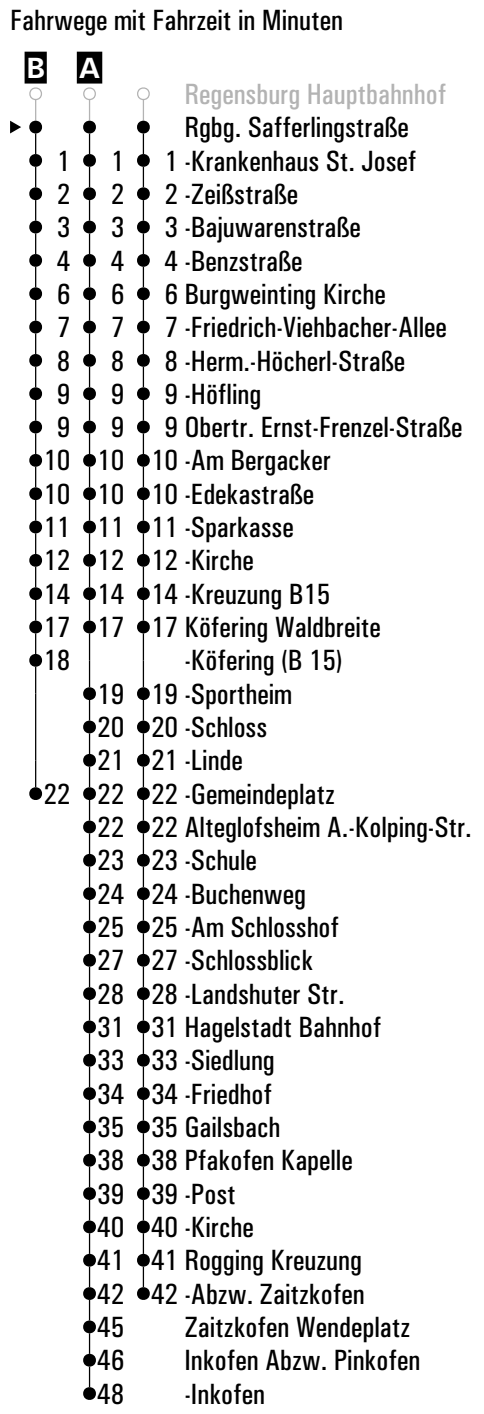 Fahrwege mit Fahrzeit in Minuten
B A
Regensburg Hauptbahnhof
Rgbg. Safferlingstraße
1 1 1 -Krankenhaus St. Josef
2 2 2 -Zeißstraße
3 3 3 -Bajuwarenstraße
4 4 4 -Benzstraße
6 6 6 Burgweinting Kirche
7 7 7 -Friedrich-Viehbacher-Allee
8 8 8 -Herm.-Höcherl-Straße
9 9 9 -Höfling
9 9 9 Obertr. Ernst-Frenzel-Straße
10 10 10 -Am Bergacker
10 10 10 -Edekastraße
11 11 11 -Sparkasse
12 12 12 -Kirche
14 14 14 -Kreuzung B15
17 17 17 Köfering Waldbreite
18 -Köfering (B 15)
19 19 -Sportheim
20 20 -Schloss
21 21 -Linde
22 22 22 -Gemeindeplatz
22 22 Alteglofsheim A.-Kolping-Str.
23 23 -Schule
24 24 -Buchenweg
25 25 -Am Schlosshof
27 27 -Schlossblick
28 28 -Landshuter Str.
31 31 Hagelstadt Bahnhof
33 33 -Siedlung
34 34 -Friedhof
35 35 Gailsbach
38 38 Pfakofen Kapelle
39 39 -Post
40 40 -Kirche
41 41 Rogging Kreuzung
42 42 -Abzw. Zaitzkofen
45 Zaitzkofen Wendeplatz
46 Inkofen Abzw. Pinkofen
48 -Inkofen